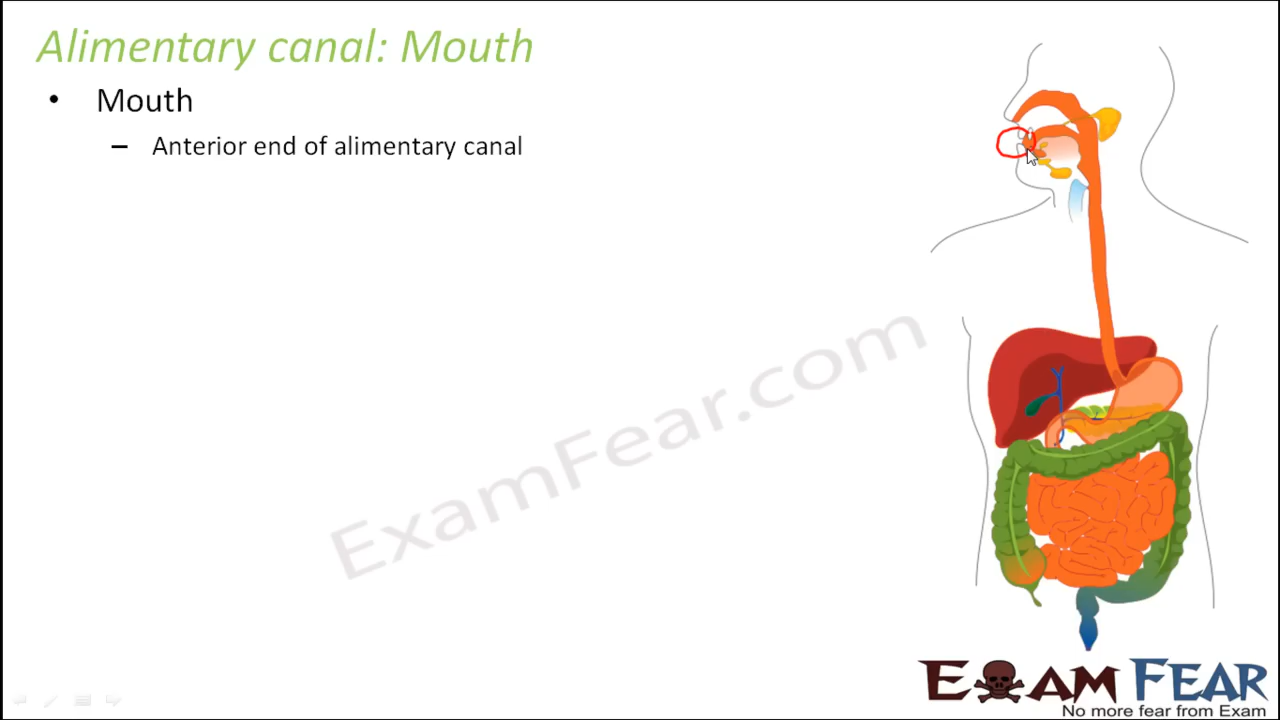 Alimentary canal: Mouth
• Mouth
– Anterior end of alimentary canal
ExamFear.com
EXAM FEAR
No more fear from Exam